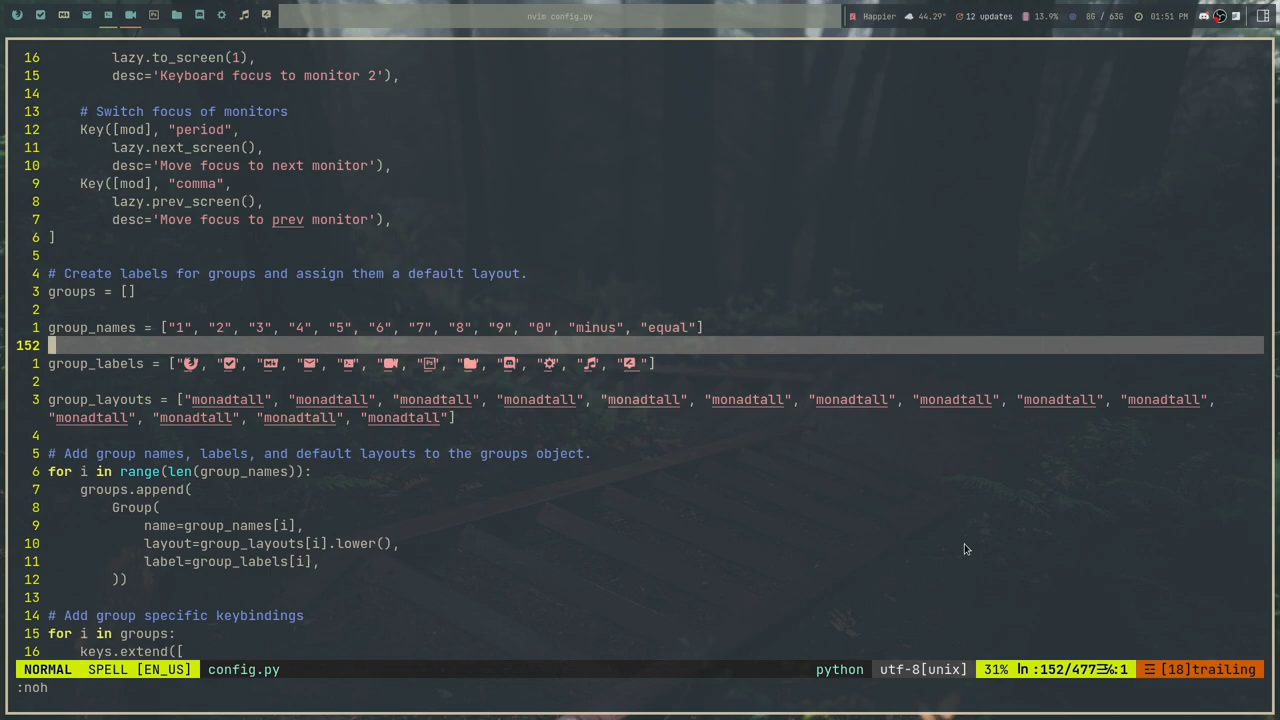 nvim config.py
Happier 44.29° 12 updates 13.9% 8G / 63G 01:51 PM
16         lazy.to_screen(1),
15         desc='Keyboard focus to monitor 2'),
14
13     # Switch focus of monitors
12     Key([mod], "period",
11         lazy.next_screen(),
10         desc='Move focus to next monitor'),
9     Key([mod], "comma",
8         lazy.prev_screen(),
7         desc='Move focus to prev monitor'),
6 ]
5
4 # Create labels for groups and assign them a default layout.
3 groups = []
2
1 group_names = ["1", "2", "3", "4", "5", "6", "7", "8", "9", "0", "minus", "equal"]
152
1 group_labels = ["", "", "", "", "", "", "", "", "", "", "", ""]
2
3 group_layouts = ["monadtall", "monadtall", "monadtall", "monadtall", "monadtall", "monadtall", "monadtall", "monadtall", "monadtall", "monadtall",
"monadtall", "monadtall", "monadtall", "monadtall"]
4
5 # Add group names, labels, and default layouts to the groups object.
6 for i in range(len(group_names)):
7     groups.append(
8         Group(
9             name=group_names[i],
10             layout=group_layouts[i].lower(),
11             label=group_labels[i],
12         ))
13
14 # Add group specific keybindings
15 for i in groups:
16     keys.extend([
NORMAL SPELL [EN_US] config.py python utf-8[unix] 31% ln :152/477☰%:1 ☲ [18]trailing
:noh